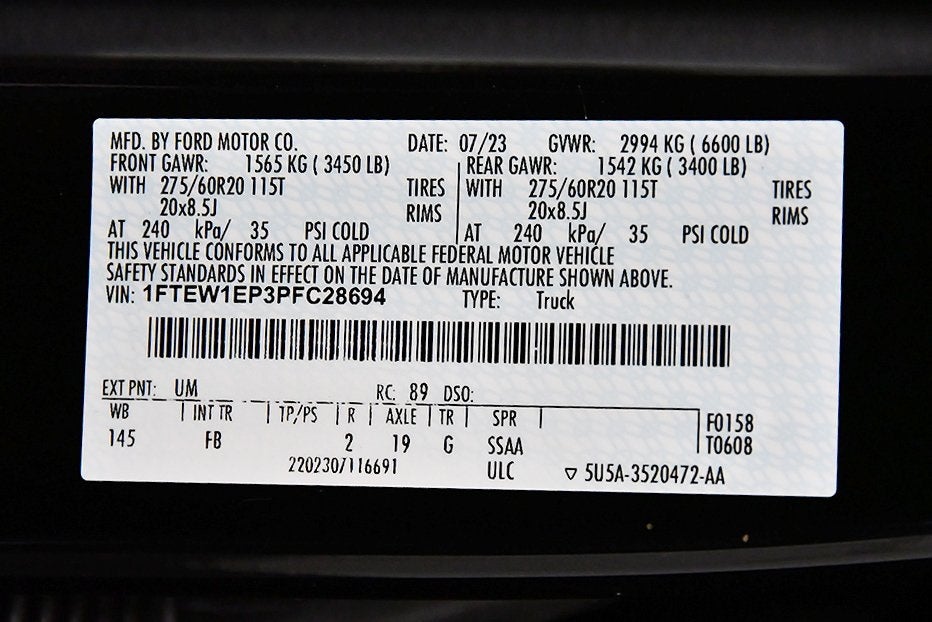 MFD. BY FORD MOTOR CO. DATE: 07/23 GVWR: 2994 KG ( 6600 LB)
FRONT GAWR: 1565 KG ( 3450 LB) REAR GAWR: 1542 KG ( 3400 LB)
WITH 275/60R20 115T TIRES WITH 275/60R20 115T TIRES
20x8.5J RIMS 20x8.5J RIMS
AT 240 kPa/ 35 PSI COLD AT 240 kPa/ 35 PSI COLD
THIS VEHICLE CONFORMS TO ALL APPLICABLE FEDERAL MOTOR VEHICLE
SAFETY STANDARDS IN EFFECT ON THE DATE OF MANUFACTURE SHOWN ABOVE.
VIN: 1FTEW1EP3PFC28694 TYPE: Truck
EXT PNT: UM RC: 89 DSO:
WB INT TR TP/PS R AXLE TR SPR F0158
145 FB 2 19 G SSAA T0608
220230/116691 ULC ▽ 5U5A-3520472-AA